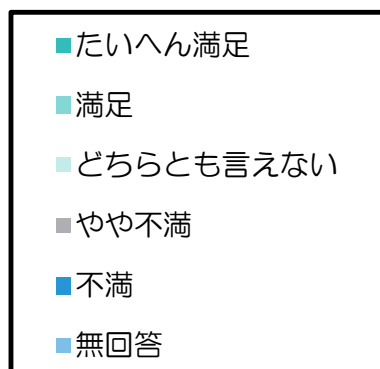 たいへん満足
満足
どちらとも言えない
やや不満
不満
無回答